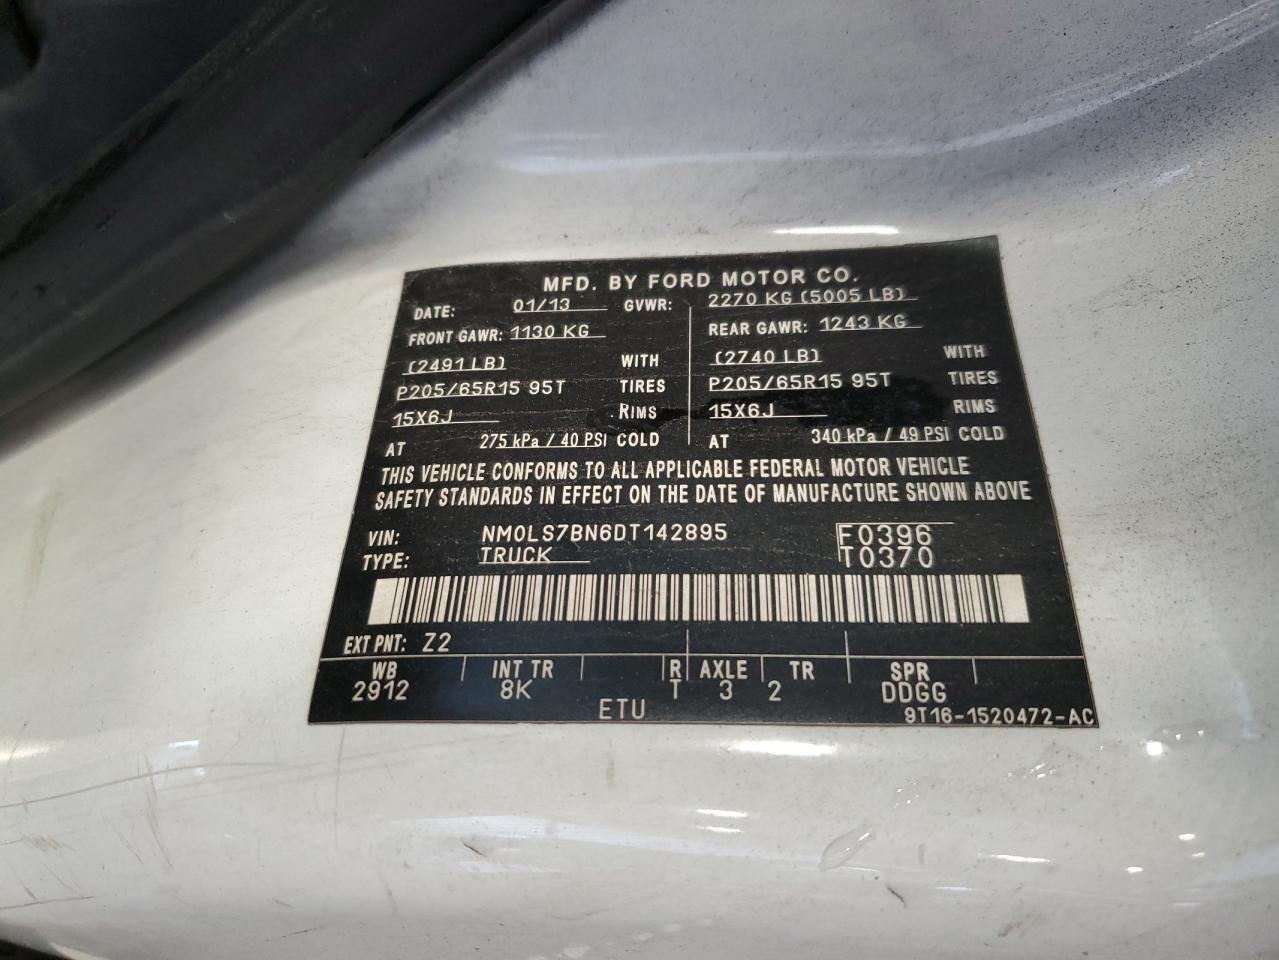 MFD. BY FORD MOTOR CO.
DATE: 01/13 GVWR: 2270 KG (5005 LB)
FRONT GAWR: 1130 KG REAR GAWR: 1243 KG
(2491 LB) WITH (2740 LB) WITH
P205/65R15 95T TIRES P205/65R15 95T TIRES
15X6J RIMS 15X6J RIMS
AT 275 kPa / 40 PSI COLD AT 340 kPa / 49 PSI COLD
THIS VEHICLE CONFORMS TO ALL APPLICABLE FEDERAL MOTOR VEHICLE
SAFETY STANDARDS IN EFFECT ON THE DATE OF MANUFACTURE SHOWN ABOVE
VIN: NM0LS7BN6DT142895 F0396
TYPE: TRUCK T0370
EXT PNT: Z2
WB INT TR R AXLE TR SPR
2912 8K T 3 2 DDGG
ETU 9T16-1520472-AC